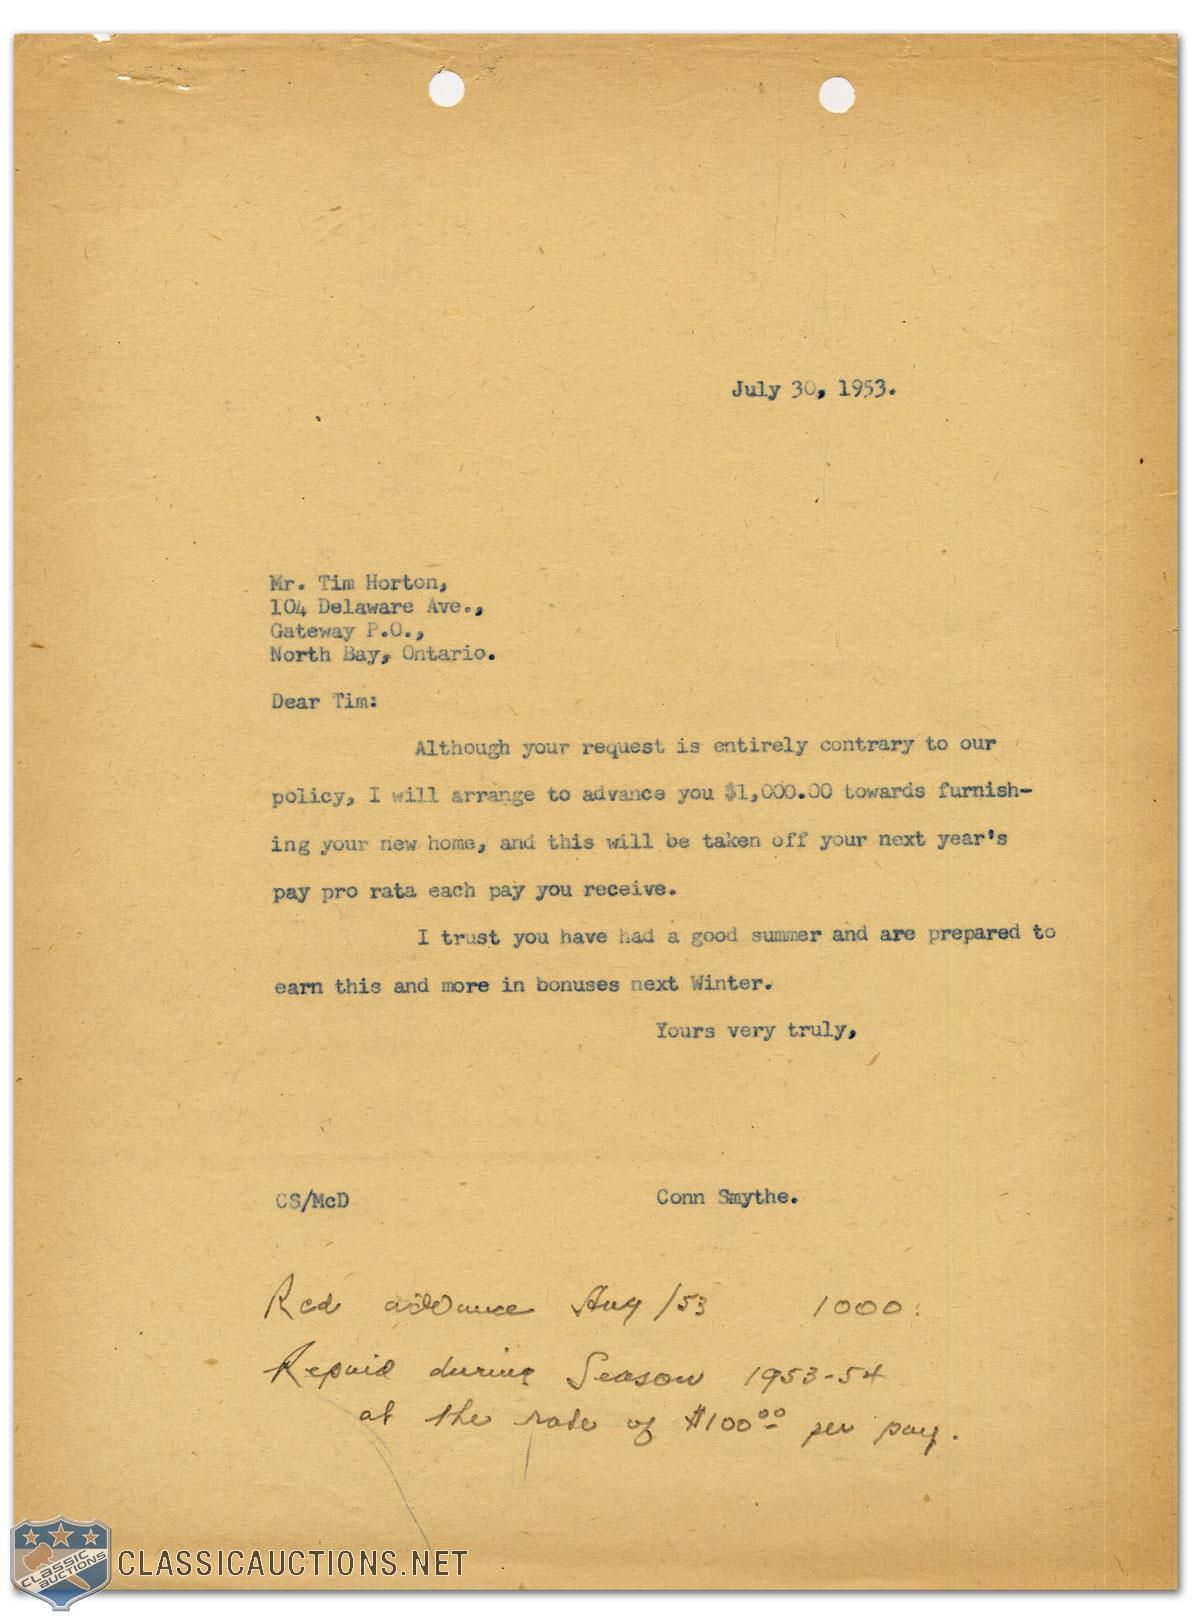 July 30, 1953.
Mr. Tim Horton,
104 Delaware Ave.,
Gateway P.O.,
North Bay, Ontario.
Dear Tim:
Although your request is entirely contrary to our
policy, I will arrange to advance you $1,000.00 towards furnish-
ing your new home, and this will be taken off your next year's
pay pro rata each pay you receive.
I trust you have had a good summer and are prepared to
earn this and more in bonuses next Winter.
Yours very truly,
CS/McD Conn Smythe.
Rcd advance Aug /53 1000.
Repaid during Season 1953-54
at the rate of $100.00 per pay.
CLASSIC AUCTIONS
CLASSICAUCTIONS.NET